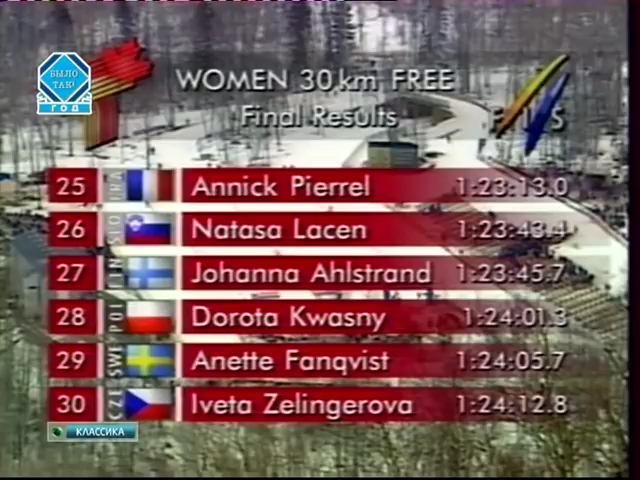 БЫЛО
ТАК!
ГОД
WOMEN 30 km FREE
Final Results
25 FRA Annick Pierrel 1:23:13.0
26 SLO Natasa Lacen 1:23:43.4
27 FIN Johanna Ahlstrand 1:23:45.7
28 POL Dorota Kwasny 1:24:01.3
29 SWE Anette Fanqvist 1:24:05.7
30 CZE Iveta Zelingerova 1:24:12.8
КЛАССИКА